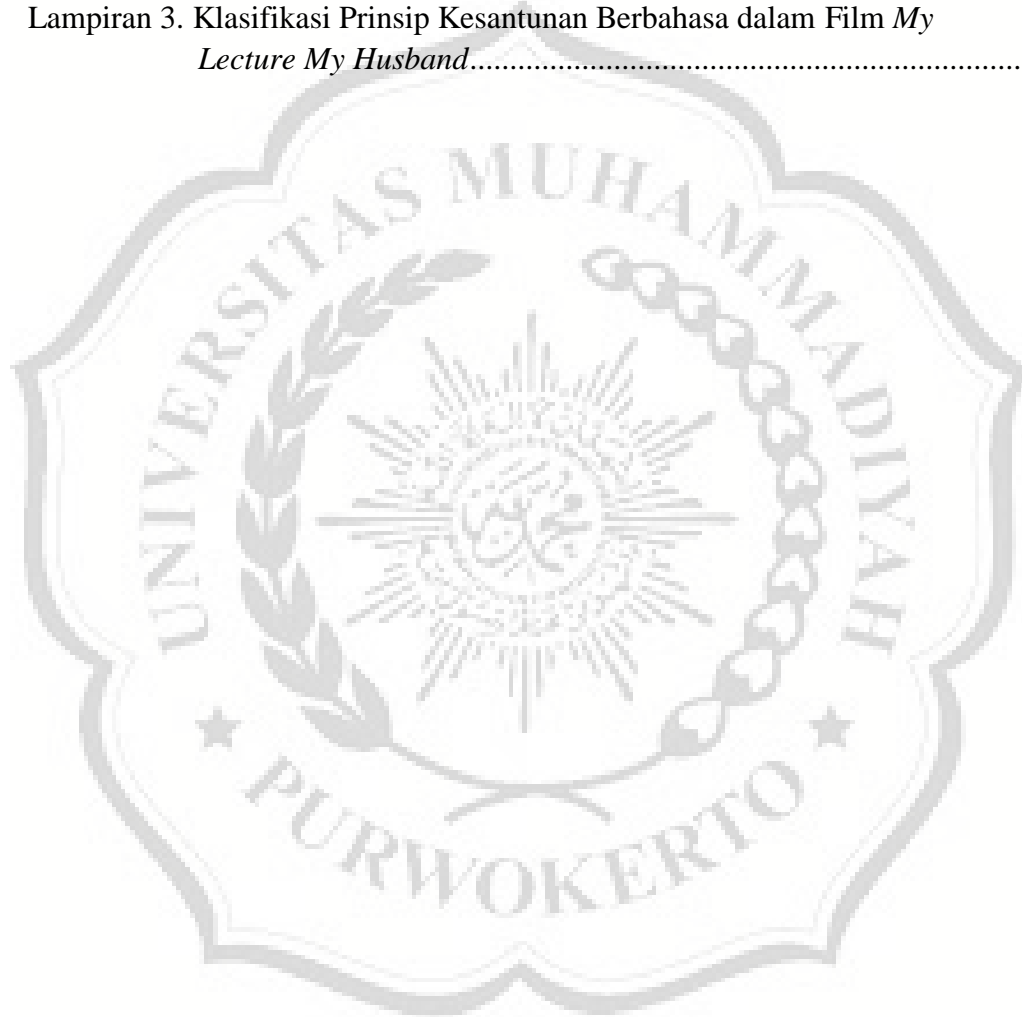 Lampiran 3. Klasifikasi Prinsip Kesantunan Berbahasa dalam Film My
Lecture My Husband......................................................................
UNIVERSITAS MUHAMMADIYAH
PURWOKERTO